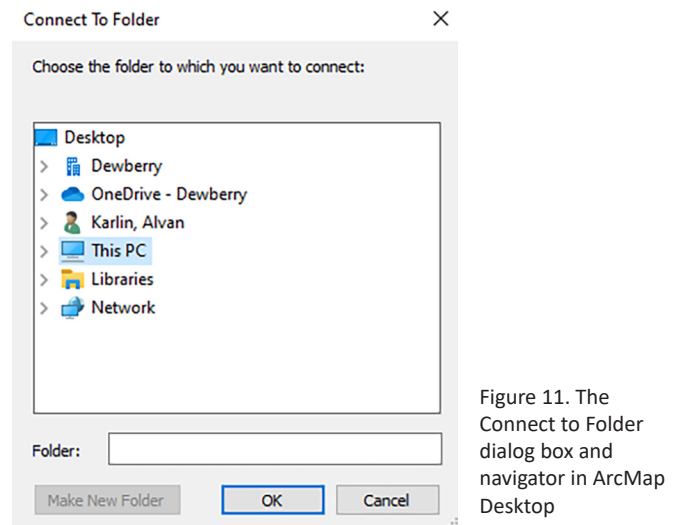 Connect To Folder
Choose the folder to which you want to connect:
Desktop
Dewberry
OneDrive - Dewberry
Karlin, Alvan
This PC
Libraries
Network
Folder:
Make New Folder
OK
Cancel
Figure 11. The
Connect to Folder
dialog box and
navigator in ArcMap
Desktop